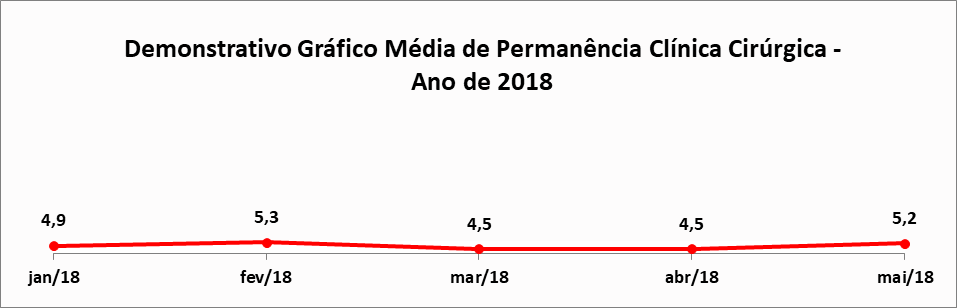 Demonstrativo Gráfico Média de Permanência Clínica Cirúrgica -
Ano de 2018
4,9
5,3
4,5
4,5
5,2
jan/18
fev/18
mar/18
abr/18
mai/18